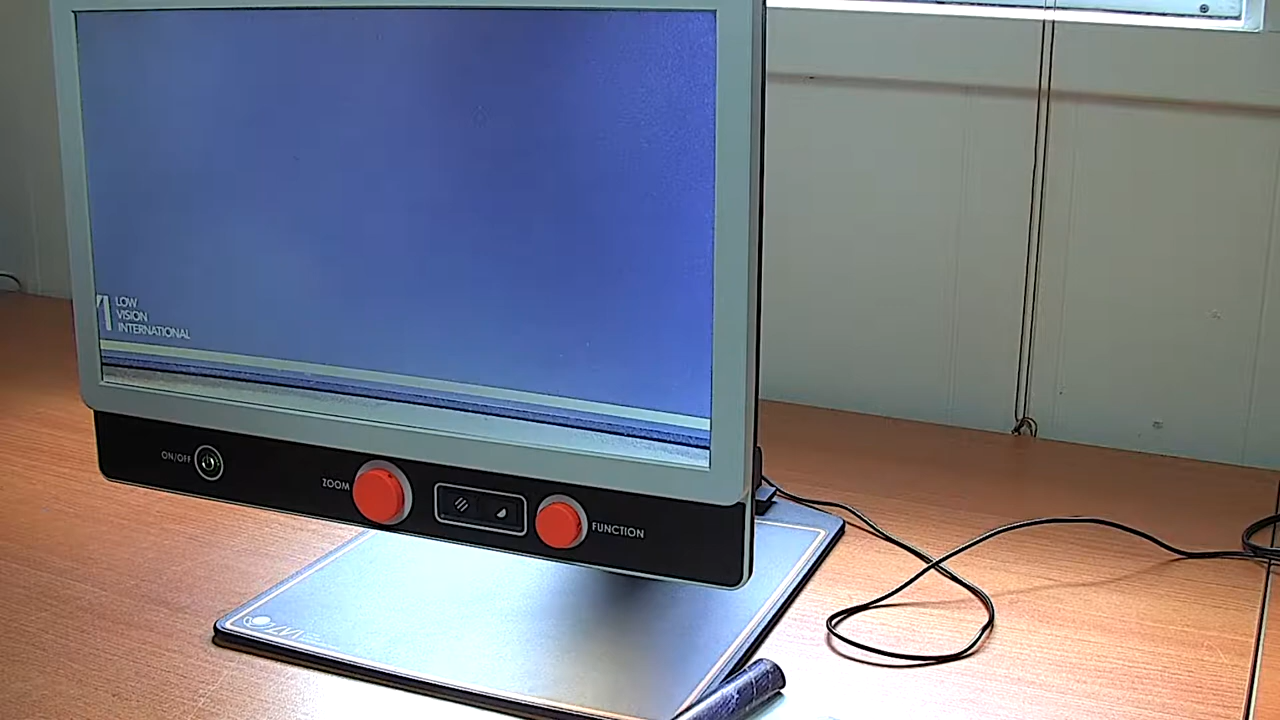 LOW
VISION
INTERNATIONAL
ON/OFF
ZOOM
FUNCTION